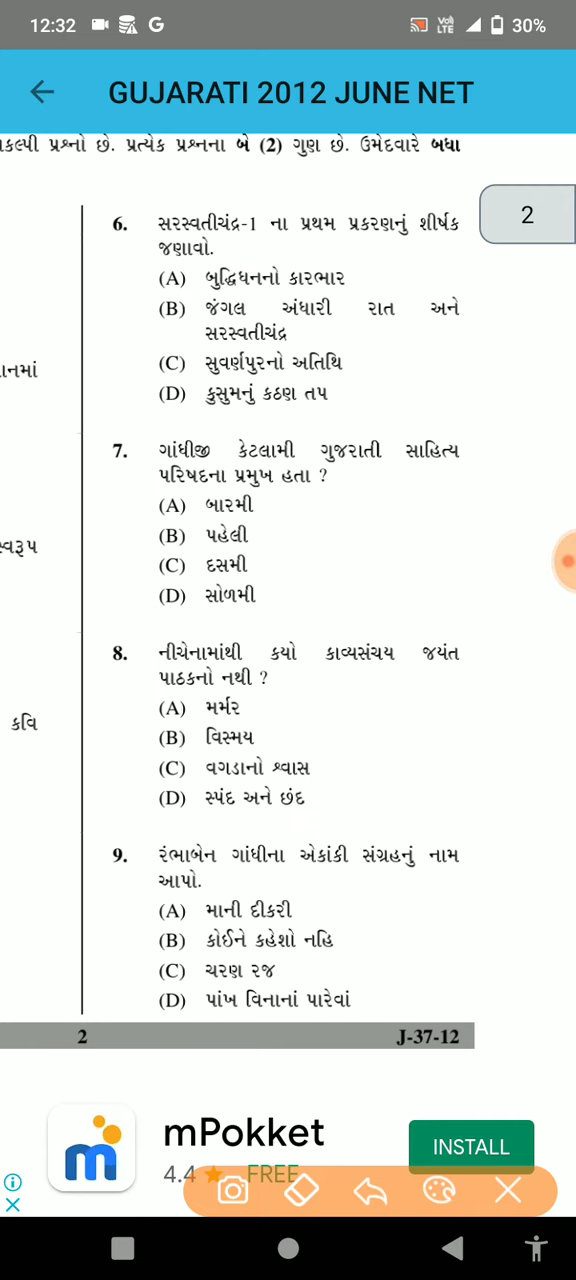 12:32
30%
GUJARATI 2012 JUNE NET
કલ્પી પ્રશ્નો છે. પ્રત્યેક પ્રશ્નના બે (2) ગુણ છે. ઉમેદવારે બધા
2
6. સરસ્વતીચંદ્ર-1 ના પ્રથમ પ્રકરણનું શીર્ષક
જણાવો.
(A) બુદ્ધિધનનો કારભાર
(B) જંગલ અંધારી રાત અને
સરસ્વતીચંદ્ર
(C) સુવર્ણપુરનો અતિથિ
(D) કુસુમનું કઠણ તપ
7. ગાંધીજી કેટલામી ગુજરાતી સાહિત્ય
પરિષદના પ્રમુખ હતા ?
(A) બારમી
(B) પહેલી
(C) દસમી
(D) સોળમી
8. નીચેનામાંથી કયો કાવ્યસંચય જયંત
પાઠકનો નથી ?
(A) મર્મર
(B) વિસ્મય
(C) વગડાનો શ્વાસ
(D) સ્પંદ અને છંદ
9. રંભાબેન ગાંધીના એકાંકી સંગ્રહનું નામ
આપો.
(A) માની દીકરી
(B) કોઈને કહેશો નહિ
(C) ચરણ રજ
(D) પાંખ વિનાનાં પારેવાં
કવિ
2 J-37-12
mPokket
4.4 FREE
INSTALL